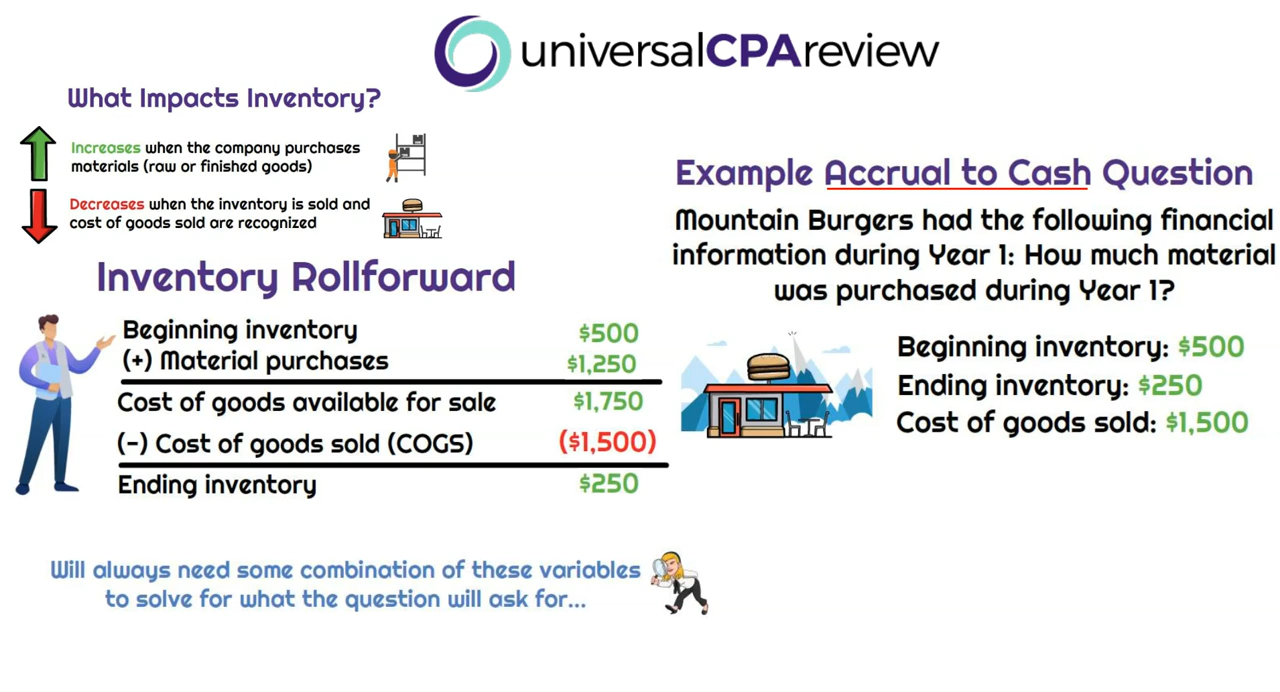 universalCPAreview
What Impacts Inventory?
Increases when the company purchases
materials (raw or finished goods)
Decreases when the inventory is sold and
cost of goods sold are recognized
Inventory Rollforward
Beginning inventory $500
(+) Material purchases $1,250
Cost of goods available for sale $1,750
(-) Cost of goods sold (COGS) ($1,500)
Ending inventory $250
Will always need some combination of these variables
to solve for what the question will ask for...
Example Accrual to Cash Question
Mountain Burgers had the following financial
information during Year 1: How much material
was purchased during Year 1?
Beginning inventory: $500
Ending inventory: $250
Cost of goods sold: $1,500